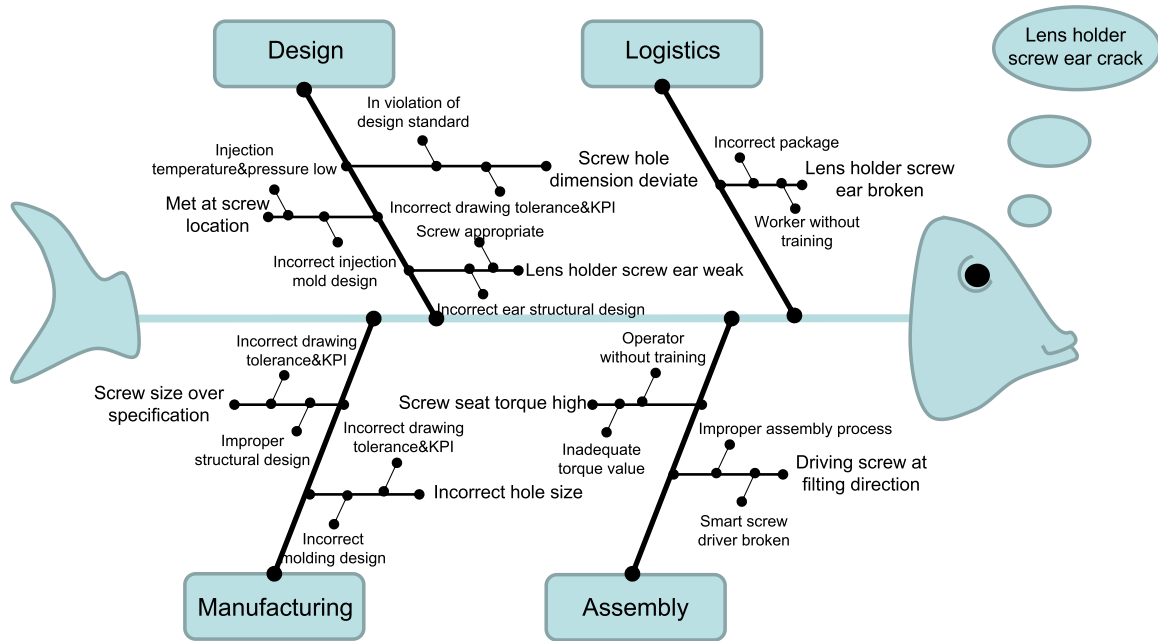 Design
Logistics
Lens holder
screw ear crack
In violation of
design standard
Injection
temperature&pressure low
Screw hole
dimension deviate
Incorrect package
Lens holder screw
ear broken
Met at screw
location
Incorrect drawing tolerance&KPI
Screw appropriate
Worker without
training
Incorrect injection
mold design
Lens holder screw ear weak
Incorrect ear structural design
Incorrect drawing
tolerance&KPI
Operator
without training
Screw size over
specification
Screw seat torque high
Improper
structural design
Incorrect drawing
tolerance&KPI
Inadequate
torque value
Improper assembly process
Driving screw at
filting direction
Incorrect hole size
Smart screw
driver broken
Incorrect
molding design
Manufacturing
Assembly